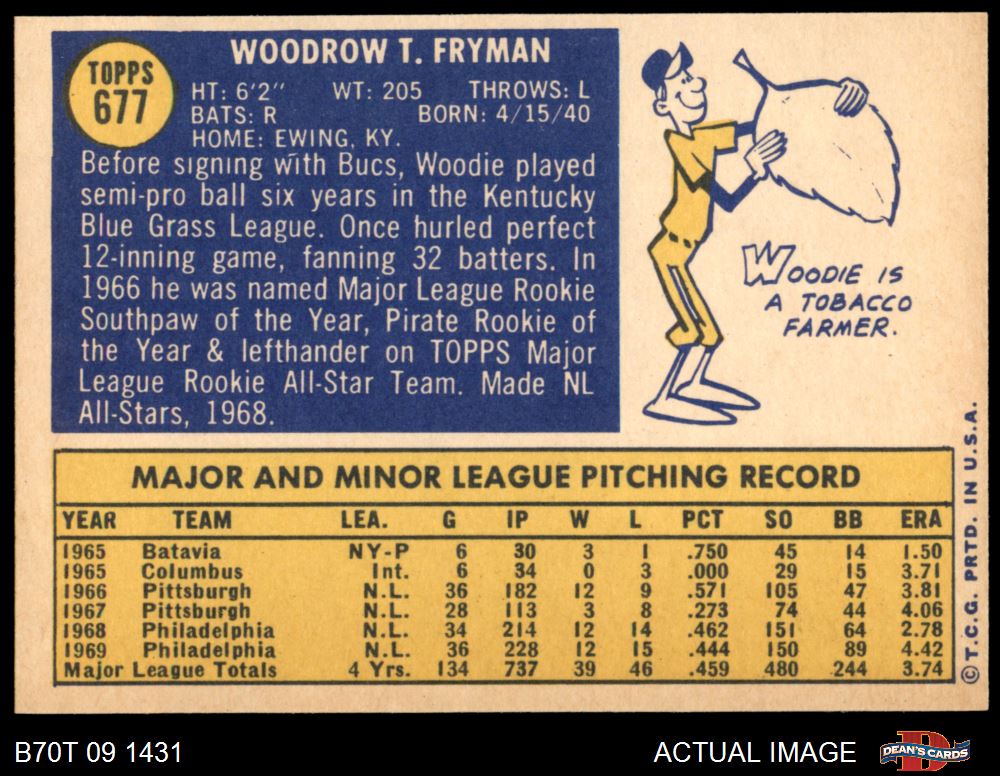 TOPPS
677
WOODROW T. FRYMAN
HT: 6'2" WT: 205 THROWS: L
BATS: R BORN: 4/15/40
HOME: EWING, KY.
Before signing with Bucs, Woodie played
semi-pro ball six years in the Kentucky
Blue Grass League. Once hurled perfect
12-inning game, fanning 32 batters. In
1966 he was named Major League Rookie
Southpaw of the Year, Pirate Rookie of
the Year & lefthander on TOPPS Major
League Rookie All-Star Team. Made NL
All-Stars, 1968.
WOODIE IS
A TOBACCO
FARMER.
MAJOR AND MINOR LEAGUE PITCHING RECORD
YEAR TEAM LEA. G IP W L PCT SO BB ERA
1965 Batavia NY-P 6 30 3 1 .750 45 14 1.50
1965 Columbus Int. 6 34 0 3 .000 29 15 3.71
1966 Pittsburgh N.L. 36 182 12 9 .571 105 47 3.81
1967 Pittsburgh N.L. 28 113 3 8 .273 74 44 4.06
1968 Philadelphia N.L. 34 214 12 14 .462 151 64 2.78
1969 Philadelphia N.L. 36 228 12 15 .444 150 89 4.42
Major League Totals 4 Yrs. 134 737 39 46 .459 480 244 3.74
© T.C.G. PRTD. IN U.S.A.
B70T 09 1431
ACTUAL IMAGE
DEAN'S CARDS